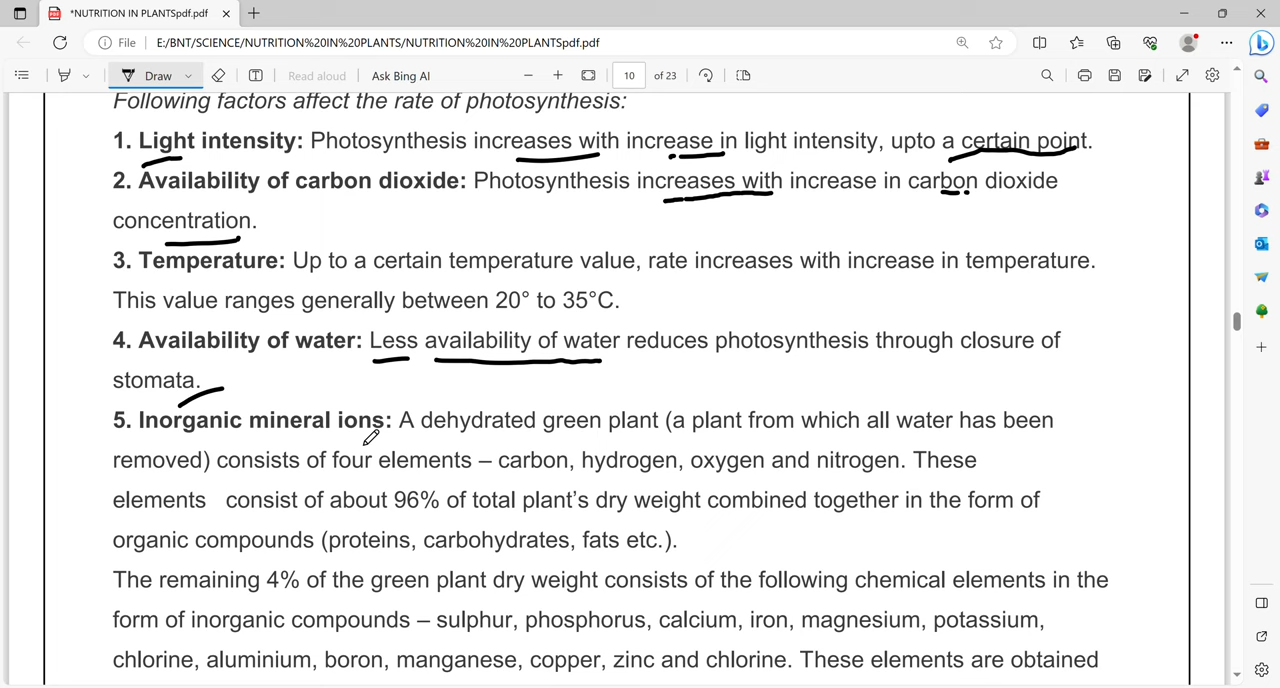 *NUTRITION IN PLANTSpdf.pdf
File
E:/BNT/SCIENCE/NUTRITION%20IN%20PLANTS/NUTRITION%20IN%20PLANTSpdf.pdf
Draw
Read aloud
Ask Bing AI
10 of 23
Following factors affect the rate of photosynthesis:
1. Light intensity: Photosynthesis increases with increase in light intensity, upto a certain point.
2. Availability of carbon dioxide: Photosynthesis increases with increase in carbon dioxide
concentration.
3. Temperature: Up to a certain temperature value, rate increases with increase in temperature.
This value ranges generally between 20° to 35°C.
4. Availability of water: Less availability of water reduces photosynthesis through closure of
stomata.
5. Inorganic mineral ions: A dehydrated green plant (a plant from which all water has been
removed) consists of four elements – carbon, hydrogen, oxygen and nitrogen. These
elements consist of about 96% of total plant's dry weight combined together in the form of
organic compounds (proteins, carbohydrates, fats etc.).
The remaining 4% of the green plant dry weight consists of the following chemical elements in the
form of inorganic compounds – sulphur, phosphorus, calcium, iron, magnesium, potassium,
chlorine, aluminium, boron, manganese, copper, zinc and chlorine. These elements are obtained